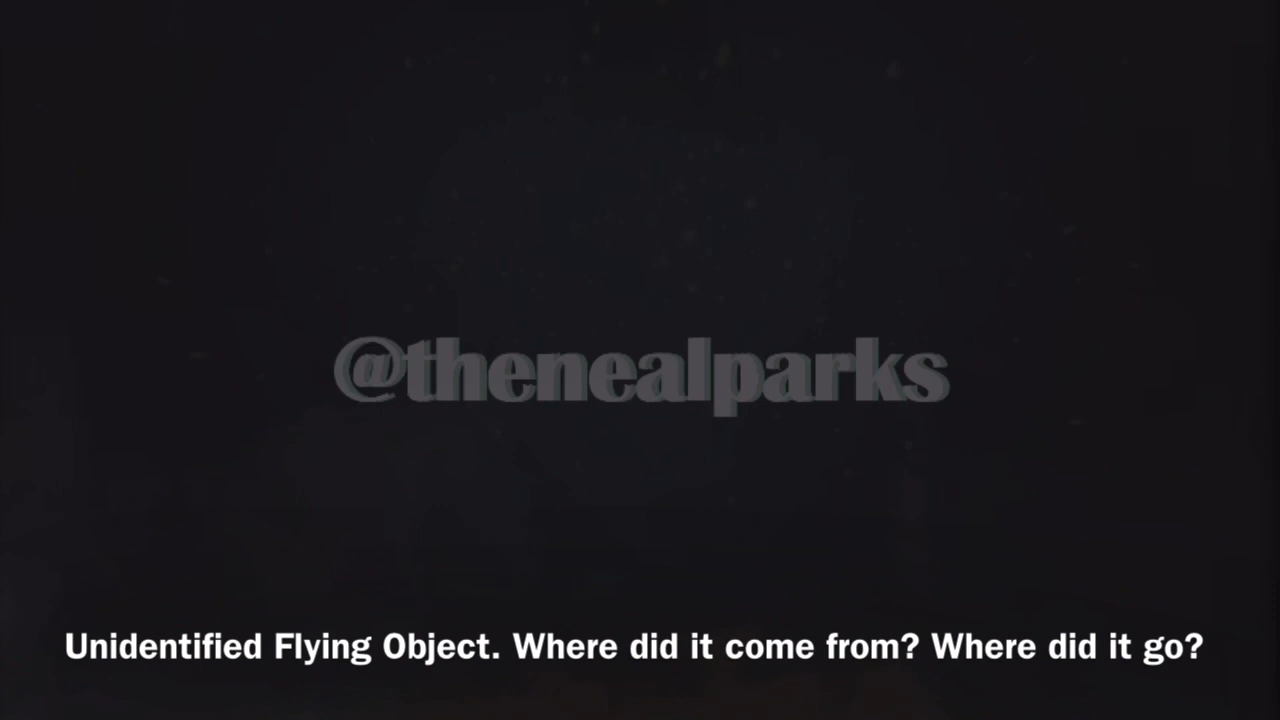 @thenealparks
Unidentified Flying Object. Where did it come from? Where did it go?